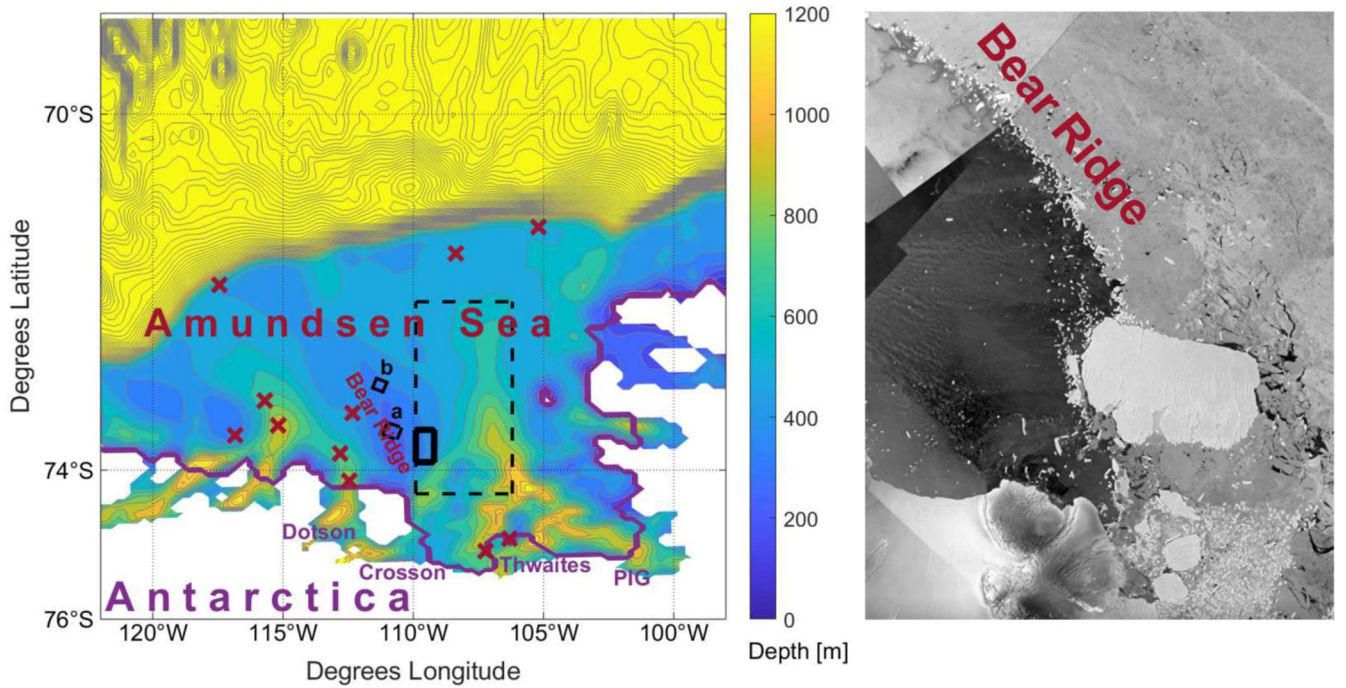 1200
1000
800
600
400
200
0
Depth [m]
70°S
74°S
76°S
Degrees Latitude
120°W
115°W
110°W
105°W
100°W
Degrees Longitude
Amundsen Sea
b
a
Bear Ridge
Dotson
Crosson
Thwaites
PIG
Antarctica
Bear Ridge